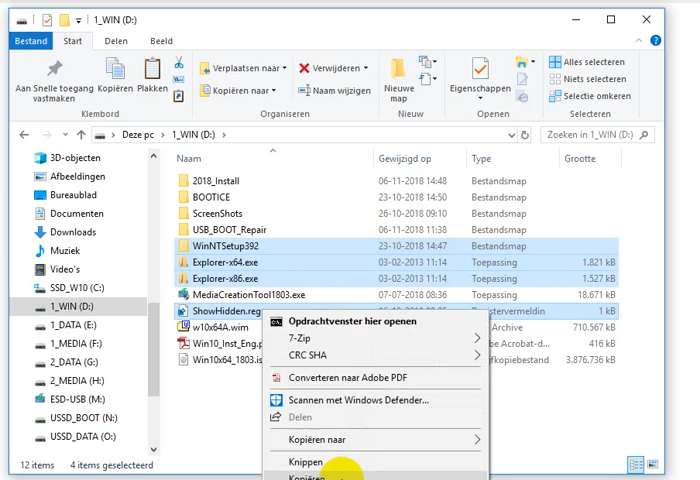 1_WIN (D:)
Bestand Start Delen Beeld
Aan Snelle toegang vastmaken
Kopiëren
Plakken
Verplaatsen naar
Kopiëren naar
Verwijderen
Naam wijzigen
Nieuwe map
Eigenschappen
Alles selecteren
Niets selecteren
Selectie omkeren
Klembord Organiseren Nieuw Openen Selecteren
Deze pc 1_WIN (D:) Zoeken in 1_WIN (D:)
Naam Gewijzigd op Type Grootte
3D-objecten
Afbeeldingen
Bureaublad
Documenten
Downloads
Muziek
Video's
SSD_W10 (C:)
1_WIN (D:)
1_DATA (E:)
1_MEDIA (F:)
2_DATA (G:)
2_MEDIA (H:)
ESD-USB (M:)
USSD_BOOT (N:)
USSD_DATA (O:)
2018_Install 06-11-2018 14:48 Bestandsmap
BOOTICE 23-10-2018 14:50 Bestandsmap
ScreenShots 26-10-2018 09:10 Bestandsmap
USB_BOOT_Repair 06-11-2018 11:38 Bestandsmap
WinNTSetup392 23-10-2018 14:47 Bestandsmap
Explorer-x64.exe 03-02-2013 11:14 Toepassing 1.821 kB
Explorer-x86.exe 03-02-2013 11:14 Toepassing 1.527 kB
MediaCreationTool1803.exe 07-07-2018 08:36 Toepassing 18.671 kB
ShowHidden.reg 1 kB
w10x64A.wim Archive 710.567 kB
Win10_Inst_Eng.p 416 kB
Win10x64_1803.is 3.876.736 kB
Opdrachtvenster hier openen
7-Zip
CRC SHA
Converteren naar Adobe PDF
Scannen met Windows Defender...
Delen
Kopiëren naar
Knippen
Kopiëren
12 items 4 items geselecteerd